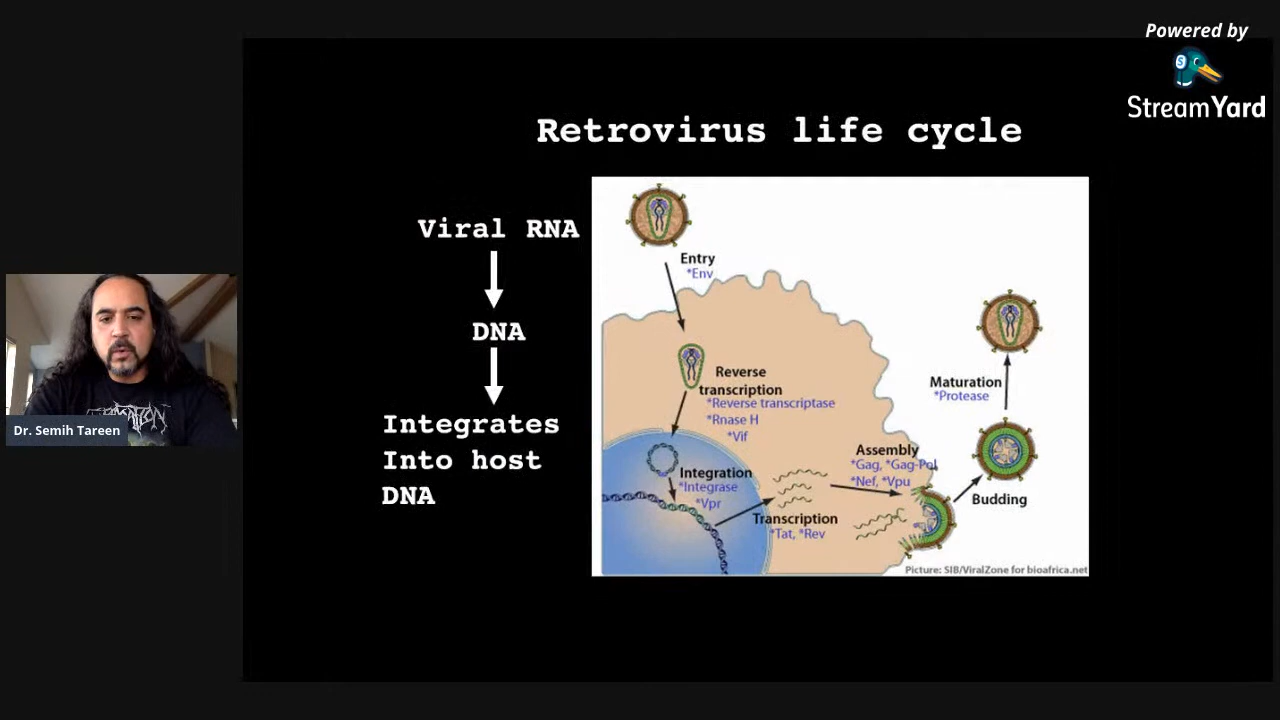 Powered by
StreamYard
Retrovirus life cycle
Viral RNA
DNA
Integrates
Into host
DNA
Entry
*Env
Reverse
transcription
*Reverse transcriptase
*Rnase H
*Vif
Integration
*Integrase
*Vpr
Transcription
*Tat, *Rev
Assembly
*Gag, *Gag-Pol
*Nef, *Vpu
Budding
Maturation
*Protease
Picture: SIB/ViralZone for bioafrica.net
Dr. Semih Tareen